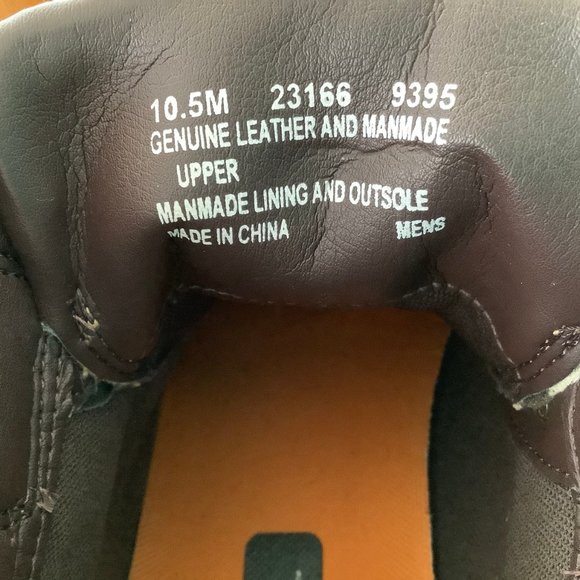 10.5M 23166 9395
GENUINE LEATHER AND MANMADE
UPPER
MANMADE LINING AND OUTSOLE
MADE IN CHINA MENS